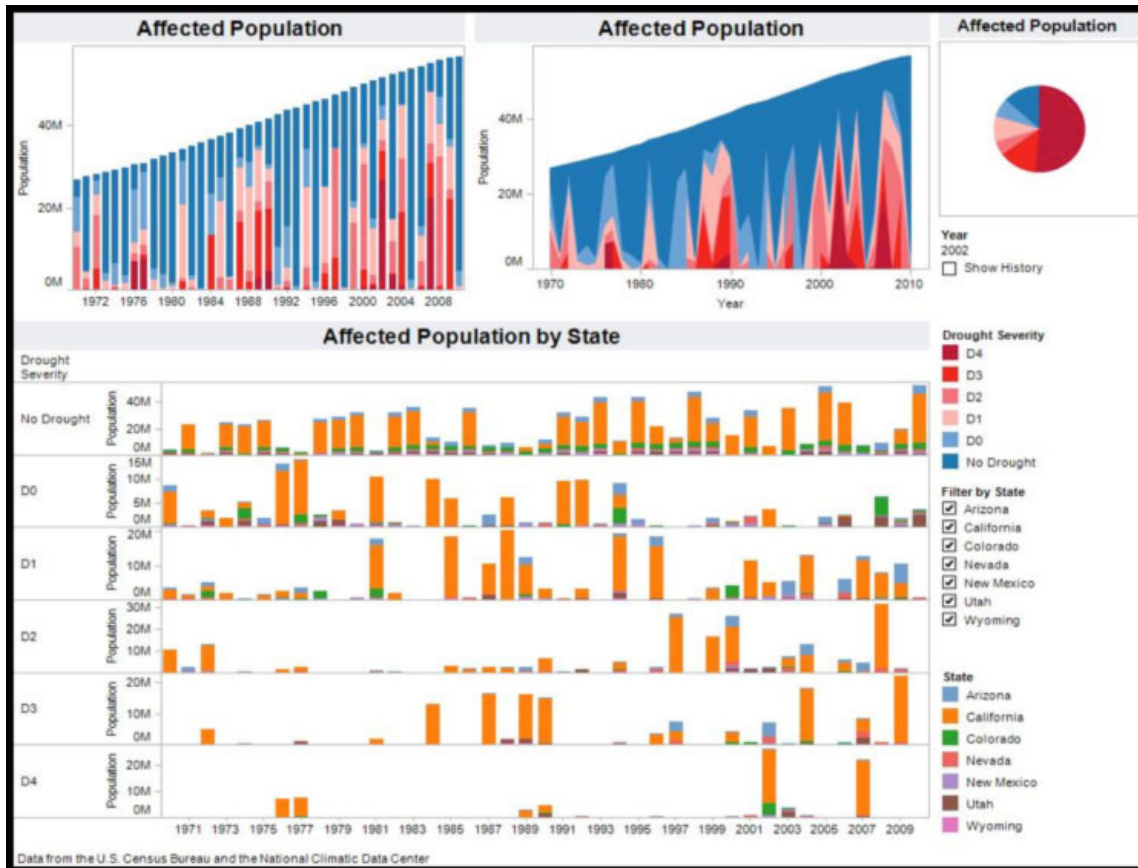 Affected Population
Affected Population
Affected Population
Population
40M
20M
0M
1972
1976
1980
1984
1988
1992
1996
2000
2004
2008
Population
40M
20M
0M
1970
1980
1990
2000
2010
Year
Year
2002
Show History
Affected Population by State
Drought
Severity
No Drought
Population
40M
20M
0M
D0
Population
15M
10M
5M
0M
D1
Population
20M
10M
0M
D2
Population
30M
20M
10M
0M
D3
Population
20M
10M
0M
D4
Population
20M
10M
0M
1971
1973
1975
1977
1979
1981
1983
1985
1987
1989
1991
1993
1995
1997
1999
2001
2003
2005
2007
2009
Drought Severity
D4
D3
D2
D1
D0
No Drought
Filter by State
Arizona
California
Colorado
Nevada
New Mexico
Utah
Wyoming
State
Arizona
California
Colorado
Nevada
New Mexico
Utah
Wyoming
Data from the U.S. Census Bureau and the National Climatic Data Center